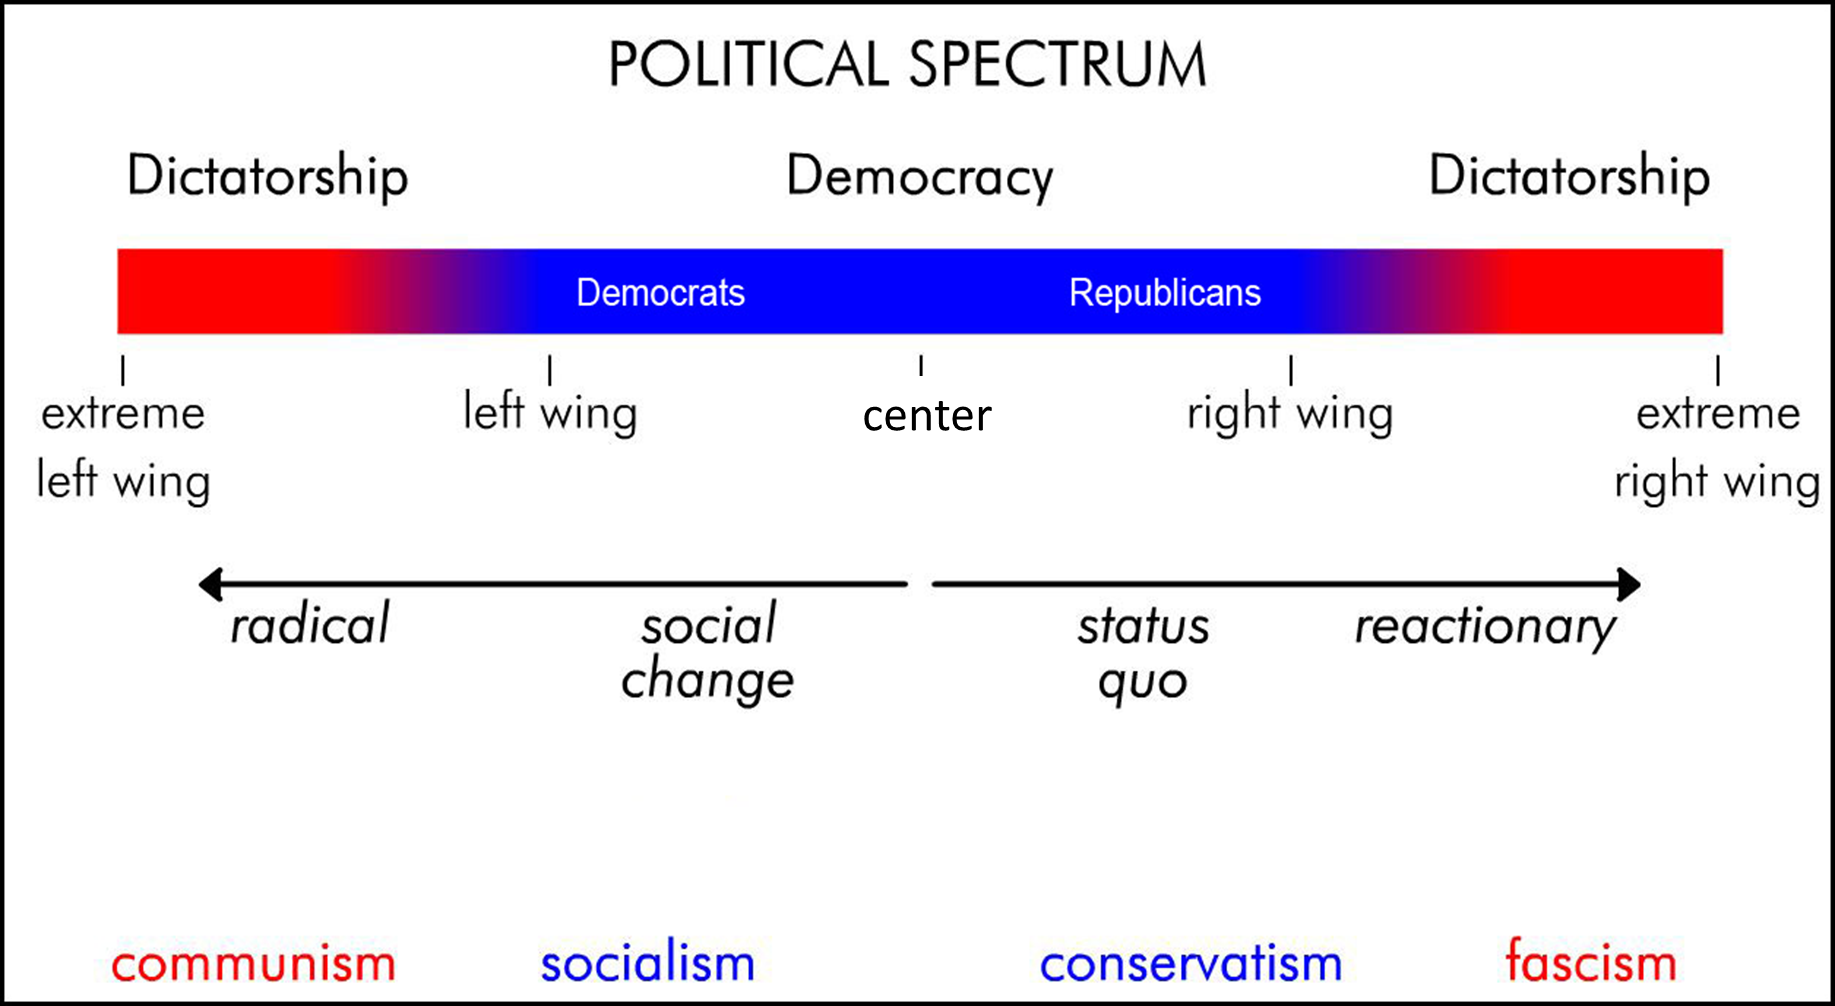 POLITICAL SPECTRUM
Dictatorship Democracy Dictatorship
Democrats Republicans
extreme left wing center right wing extreme
left wing right wing
radical social status reactionary
change quo
communism socialism conservatism fascism